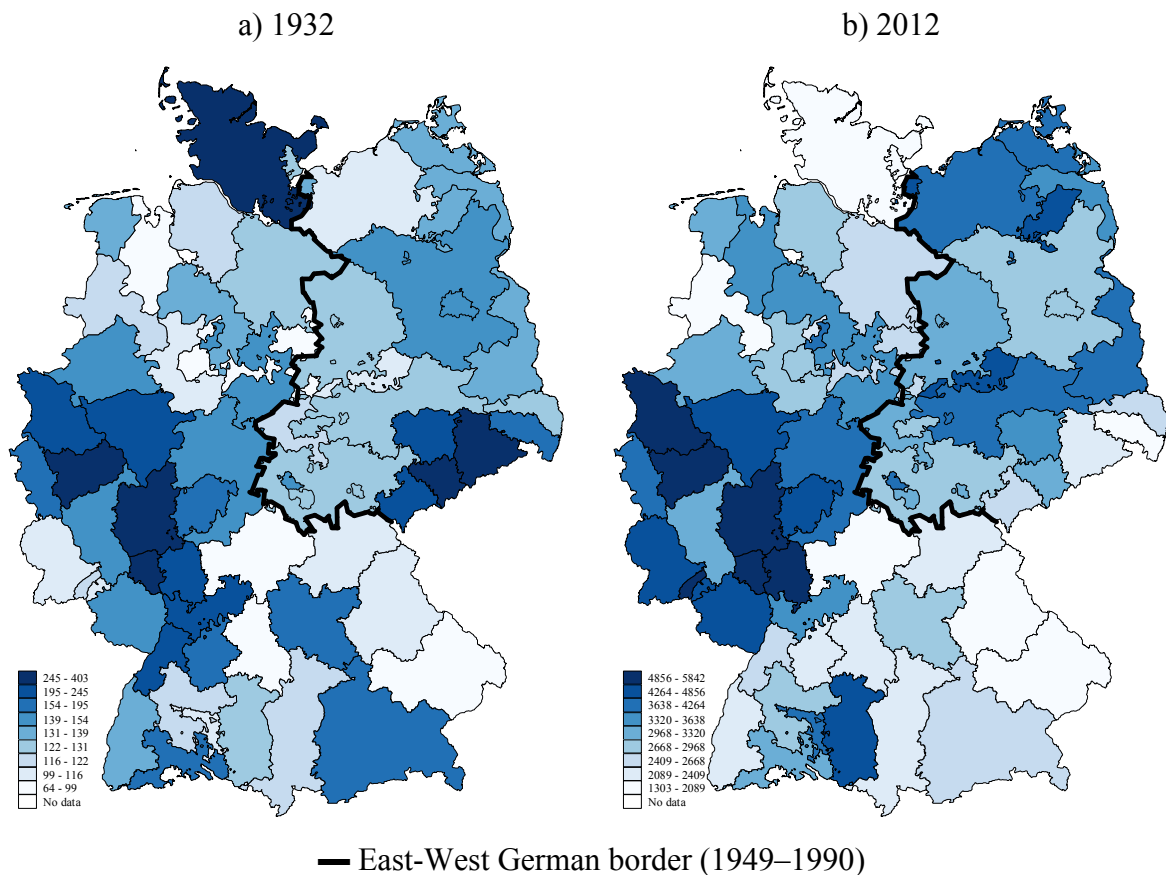 a) 1932
b) 2012
245 - 403
195 - 245
154 - 195
139 - 154
131 - 139
122 - 131
116 - 122
99 - 116
64 - 99
No data
4856 - 5842
4264 - 4856
3638 - 4264
3320 - 3638
2968 - 3320
2668 - 2968
2409 - 2668
2089 - 2409
1303 - 2089
No data
East-West German border (1949–1990)